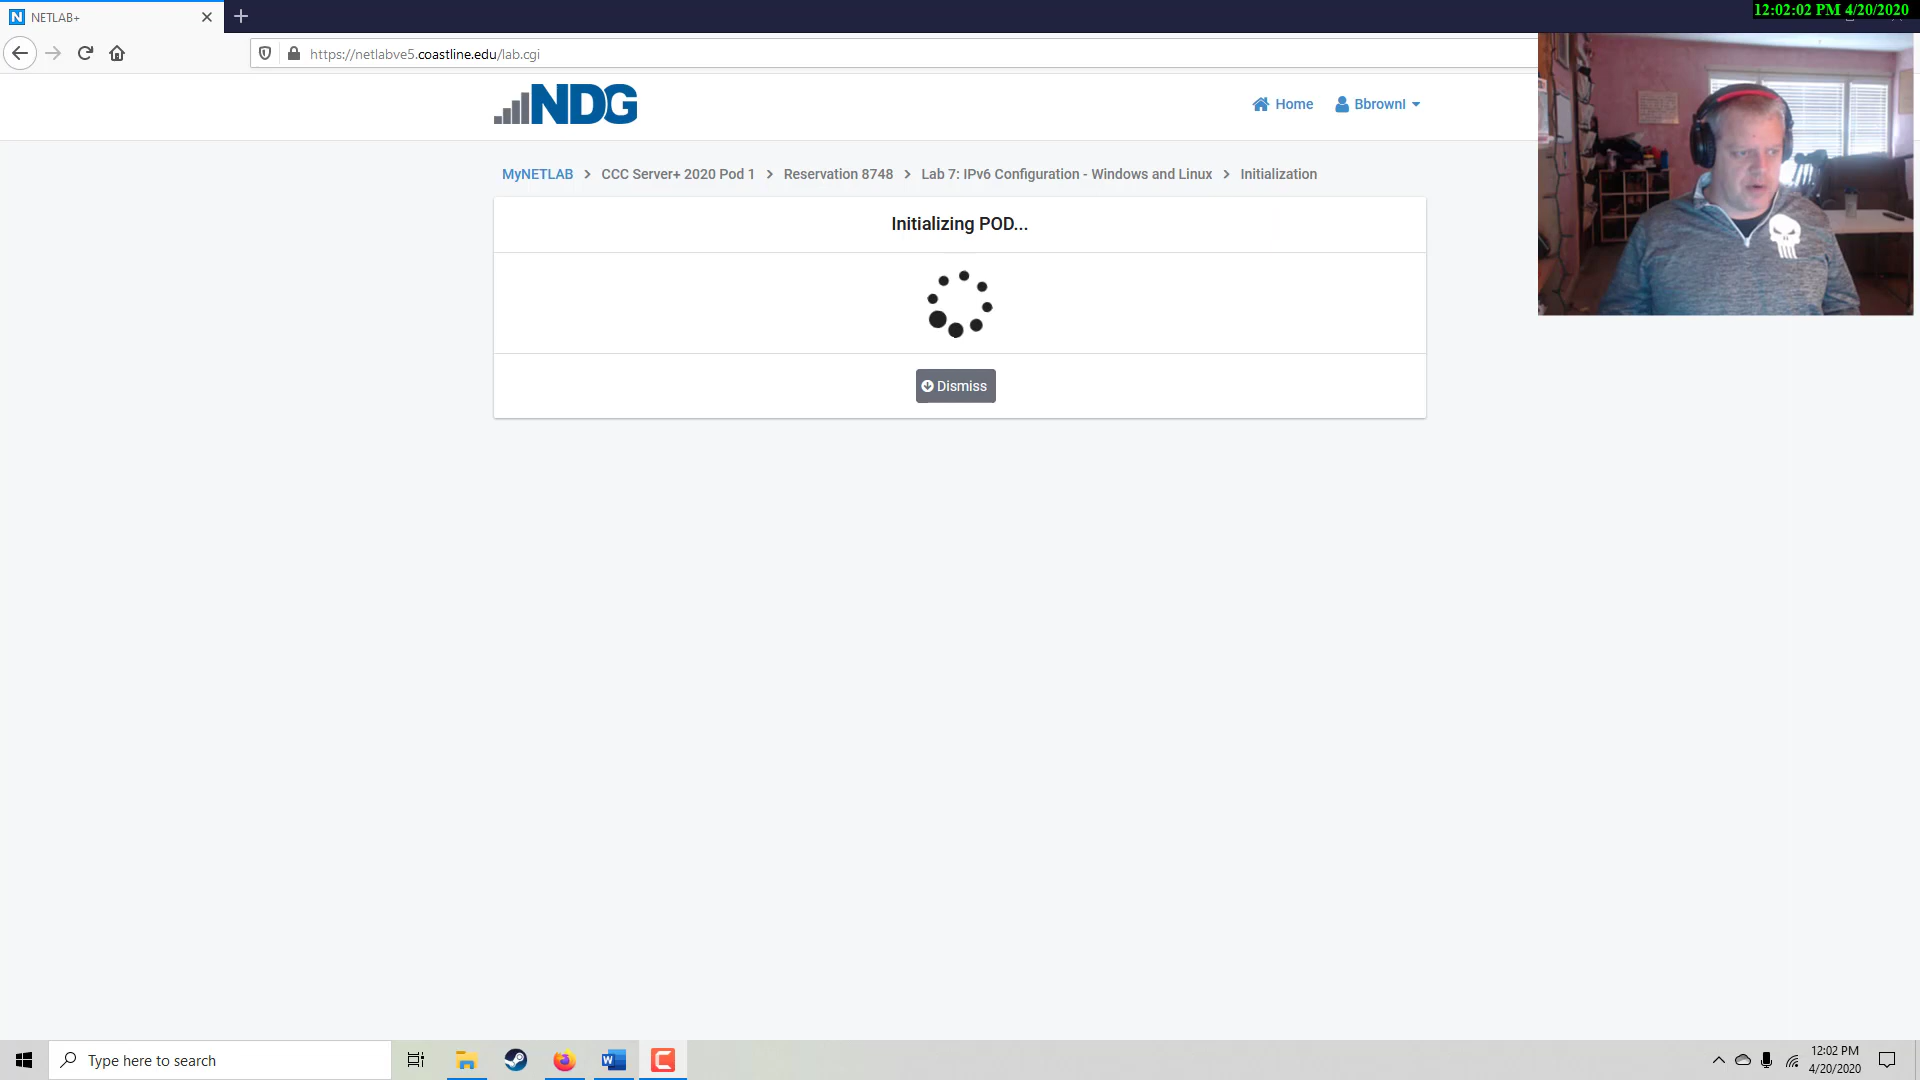 NETLAB+
12:02:02 PM 4/20/2020
https://netlabve5.coastline.edu/lab.cgi
NDG
Home
BbrownI
MyNETLAB > CCC Server+ 2020 Pod 1 > Reservation 8748 > Lab 7: IPv6 Configuration - Windows and Linux > Initialization
Initializing POD...
Dismiss
Type here to search
12:02 PM
4/20/2020